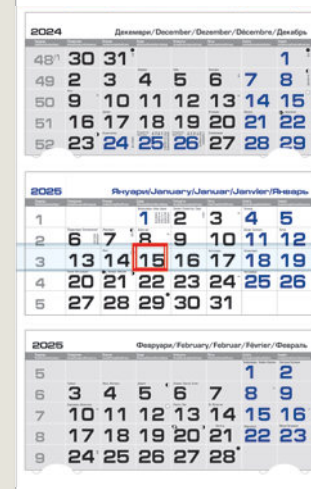 2024 Декември/December/Dezember/Décembre/Декабрь
48/1 30 31 1
49 2 3 4 5 6 7 8
50 9 10 11 12 13 14 15
51 16 17 18 19 20 21 22
52 23 24 25 26 27 28 29
2025 Януари/January/Januar/Janvier/Январь
1 1 2 3 4 5
2 6 7 8 9 10 11 12
3 13 14 15 16 17 18 19
4 20 21 22 23 24 25 26
5 27 28 29 30 31
2025 Февруари/February/Februar/Février/Февраль
5 1 2
6 3 4 5 6 7 8 9
7 10 11 12 13 14 15 16
8 17 18 19 20 21 22 23
9 24 25 26 27 28